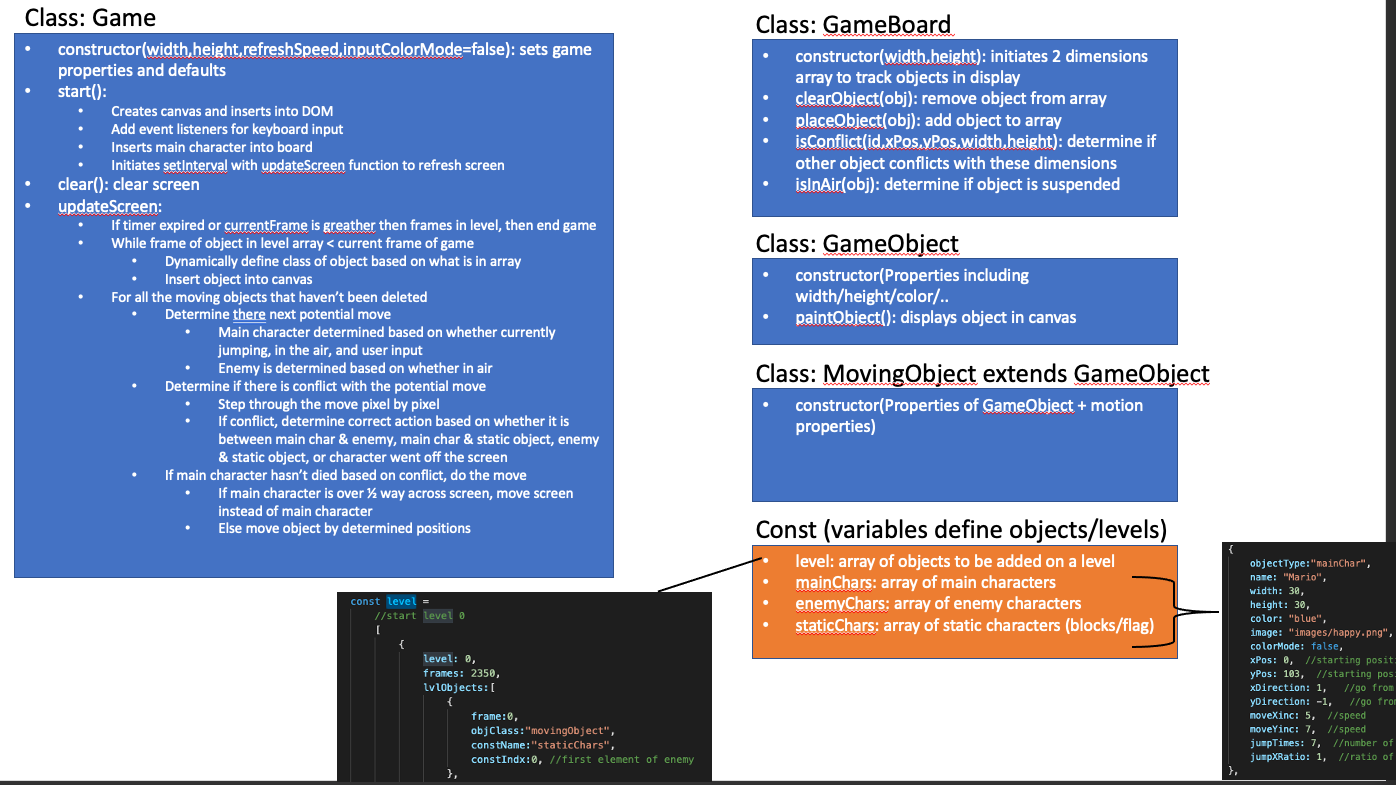 Class: Game
• constructor(width,height,refreshSpeed,inputColorMode=false): sets game
properties and defaults
• start():
• Creates canvas and inserts into DOM
• Add event listeners for keyboard input
• Inserts main character into board
• Initiates setInterval with updateScreen function to refresh screen
• clear(): clear screen
• updateScreen:
• If timer expired or currentFrame is greather then frames in level, then end game
• While frame of object in level array < current frame of game
• Dynamically define class of object based on what is in array
• Insert object into canvas
• For all the moving objects that haven't been deleted
• Determine there next potential move
• Main character determined based on whether currently
jumping, in the air, and user input
• Enemy is determined based on whether in air
• Determine if there is conflict with the potential move
• Step through the move pixel by pixel
• If conflict, determine correct action based on whether it is
between main char & enemy, main char & static object, enemy
& static object, or character went off the screen
• If main character hasn't died based on conflict, do the move
• If main character is over ½ way across screen, move screen
instead of main character
• Else move object by determined positions
Class: GameBoard
• constructor(width,height): initiates 2 dimensions
array to track objects in display
• clearObject(obj): remove object from array
• placeObject(obj): add object to array
• isConflict(id,xPos,yPos,width,height): determine if
other object conflicts with these dimensions
• isInAir(obj): determine if object is suspended
Class: GameObject
• constructor(Properties including
width/height/color/..
• paintObject(): displays object in canvas
Class: MovingObject extends GameObject
• constructor(Properties of GameObject + motion
properties)
Const (variables define objects/levels)
• level: array of objects to be added on a level
• mainChars: array of main characters
• enemyChars: array of enemy characters
• staticChars: array of static characters (blocks/flag)
const level =
//start level 0
[
{
level: 0,
frames: 2350,
lvlObjects:[
{
frame:0,
objClass:"movingObject",
constName:"staticChars",
constIndx:0, //first element of enemy
},
{
objectType:"mainChar",
name: "Mario",
width: 30,
height: 30,
color: "blue",
image: "images/happy.png",
colorMode: false,
xPos: 0, //starting posit
yPos: 103, //starting pos
xDirection: 1, //go from
yDirection: -1, //go fro
moveXinc: 5, //speed
moveYinc: 7, //speed
jumpTimes: 7, //number of
jumpXRatio: 1, //ratio of
},